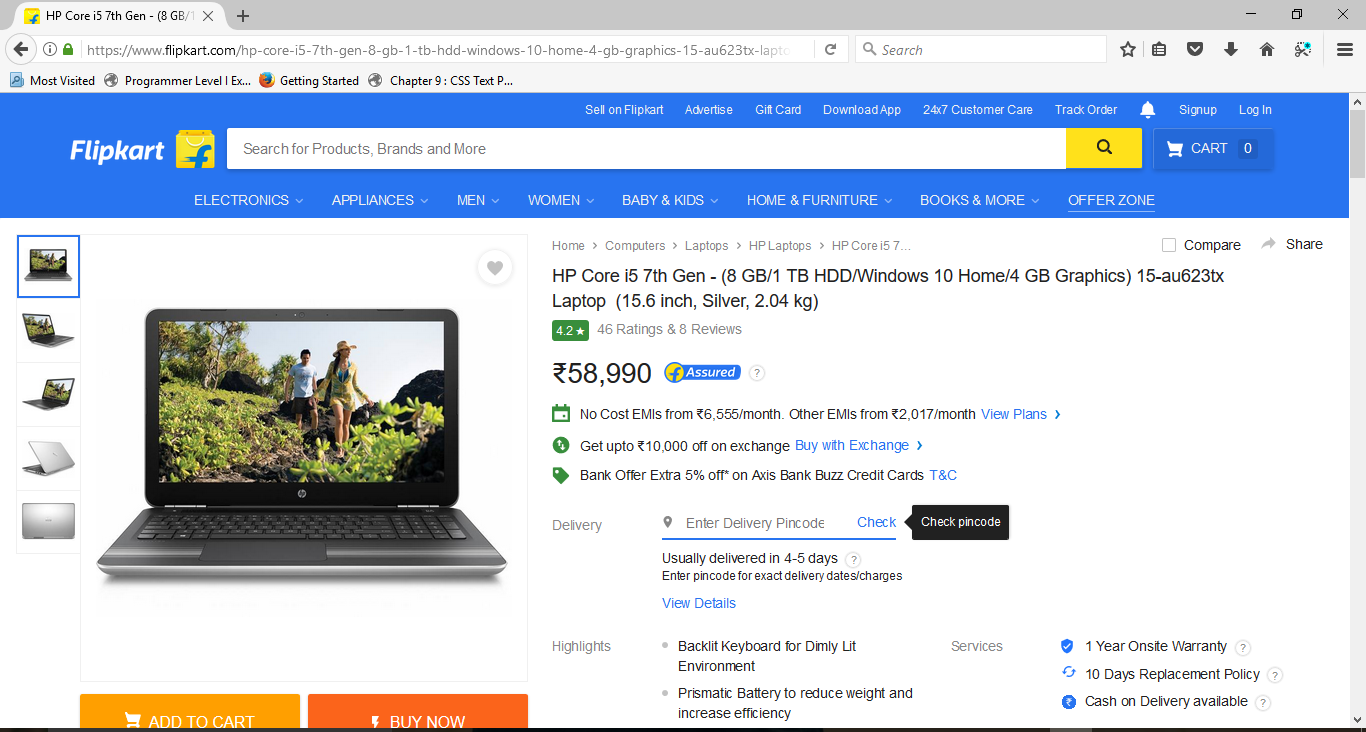 HP Core i5 7th Gen - (8 GB/1
https://www.flipkart.com/hp-core-i5-7th-gen-8-gb-1-tb-hdd-windows-10-home-4-gb-graphics-15-au623tx-lapto
Search
Most Visited
Programmer Level I Ex...
Getting Started
Chapter 9 : CSS Text P...
Sell on Flipkart
Advertise
Gift Card
Download App
24x7 Customer Care
Track Order
Signup
Log In
Flipkart
Search for Products, Brands and More
CART 0
ELECTRONICS
APPLIANCES
MEN
WOMEN
BABY & KIDS
HOME & FURNITURE
BOOKS & MORE
OFFER ZONE
Home > Computers > Laptops > HP Laptops > HP Core i5 7...
Compare
Share
HP Core i5 7th Gen - (8 GB/1 TB HDD/Windows 10 Home/4 GB Graphics) 15-au623tx
Laptop (15.6 inch, Silver, 2.04 kg)
4.2 ★ 46 Ratings & 8 Reviews
₹58,990 Assured ?
No Cost EMIs from ₹6,555/month. Other EMIs from ₹2,017/month View Plans >
Get upto ₹10,000 off on exchange Buy with Exchange >
Bank Offer Extra 5% off* on Axis Bank Buzz Credit Cards T&C
Delivery
Enter Delivery Pincode
Check
Check pincode
Usually delivered in 4-5 days ?
Enter pincode for exact delivery dates/charges
View Details
Highlights
Backlit Keyboard for Dimly Lit
Environment
Prismatic Battery to reduce weight and
increase efficiency
Services
1 Year Onsite Warranty ?
10 Days Replacement Policy ?
Cash on Delivery available ?
ADD TO CART
BUY NOW
hp